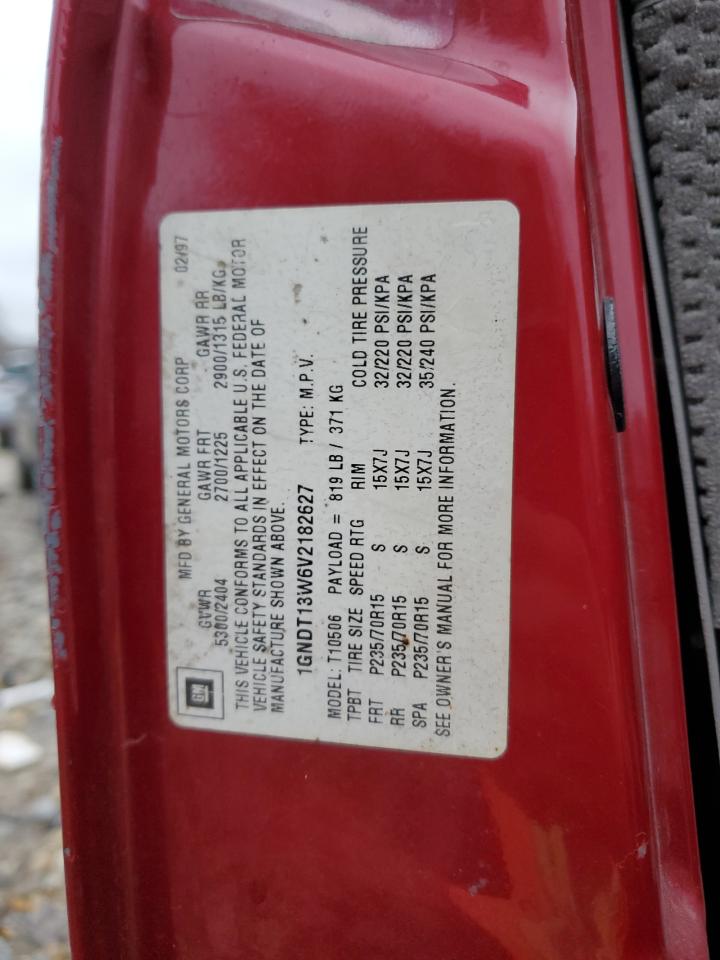 GM
MFD BY GENERAL MOTORS CORP 02/97
GVWR GAWR FRT GAWR RR
5300/2404 2700/1225 2900/1315 LB/KG
THIS VEHICLE CONFORMS TO ALL APPLICABLE U.S. FEDERAL MOTOR
VEHICLE SAFETY STANDARDS IN EFFECT ON THE DATE OF
MANUFACTURE SHOWN ABOVE.
1GNDT13W6V2182627 TYPE: M.P.V.
MODEL: T10506 PAYLOAD = 819 LB / 371 KG
TPBT TIRE SIZE SPEED RTG RIM COLD TIRE PRESSURE
FRT P235/70R15 S 15X7J 32/220 PSI/KPA
RR P235/70R15 S 15X7J 32/220 PSI/KPA
SPA P235/70R15 S 15X7J 35/240 PSI/KPA
SEE OWNER'S MANUAL FOR MORE INFORMATION.